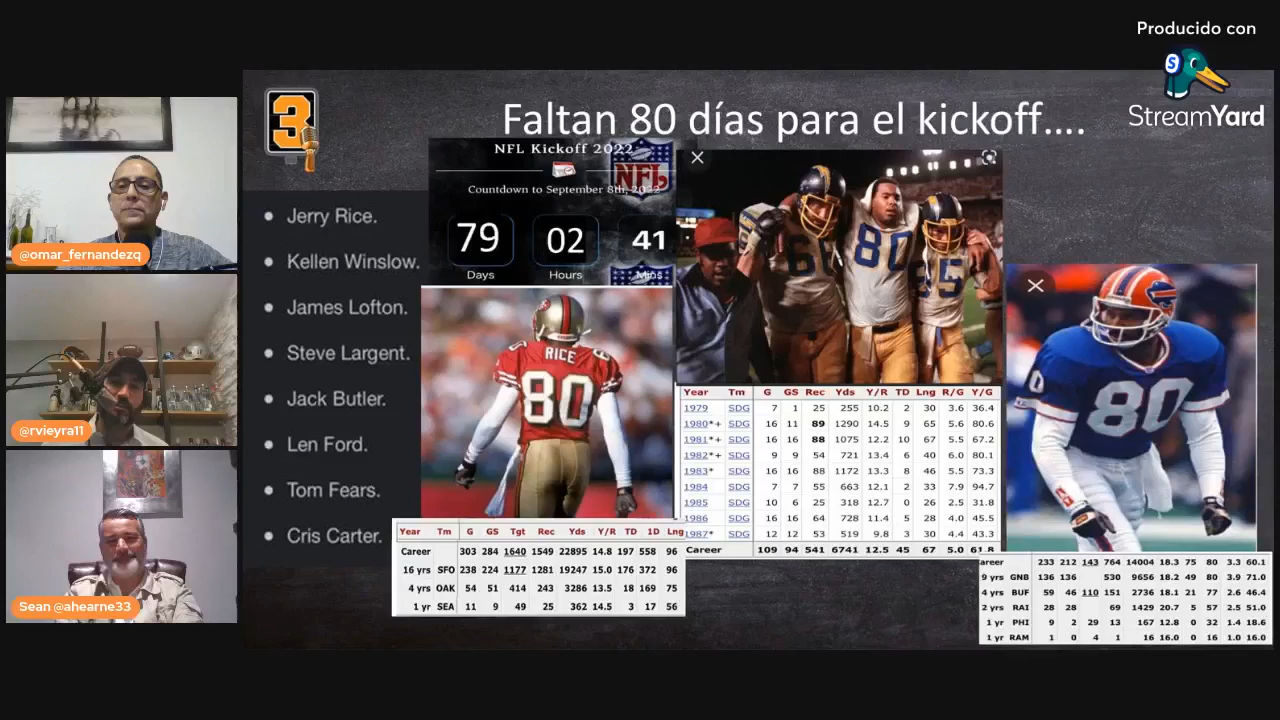 Producido con
StreamYard
3
Faltan 80 días para el kickoff....
@omar_fernandezq
@rvieyra11
Sean @ahearne33
Jerry Rice.
Kellen Winslow.
James Lofton.
Steve Largent.
Jack Butler.
Len Ford.
Tom Fears.
Cris Carter.
NFL Kickoff 2022
NFL
Countdown to September 8th, 2022
79 02 41
Days Hours Mins
RICE
80
66 80 85
80
80
Year Tm G GS Rec Yds Y/R TD Lng R/G Y/G
1979 SDG 7 1 25 255 10.2 2 30 3.6 36.4
1980*+ SDG 16 11 89 1290 14.5 9 65 5.6 80.6
1981*+ SDG 16 16 88 1075 12.2 10 67 5.5 67.2
1982*+ SDG 9 9 54 721 13.4 6 40 6.0 80.1
1983* SDG 16 16 88 1172 13.3 8 46 5.5 73.3
1984 SDG 7 7 55 663 12.1 2 33 7.9 94.7
1985 SDG 10 6 25 318 12.7 0 26 2.5 31.8
1986 SDG 16 16 64 728 11.4 5 28 4.0 45.5
1987* SDG 12 12 53 519 9.8 3 30 4.4 43.3
Career 109 94 541 6741 12.5 45 67 5.0 61.8
Year Tm G GS Tgt Rec Yds Y/R TD 1D Lng
Career 303 284 1640 1549 22895 14.8 197 558 96
16 yrs SFO 238 224 1177 1281 19247 15.0 176 372 96
4 yrs OAK 54 51 414 243 3286 13.5 18 169 75
1 yr SEA 11 9 49 25 362 14.5 3 17 56
areer 233 212 143 764 14004 18.3 75 80 3.3 60.1
9 yrs GNB 136 136 530 9656 18.2 49 80 3.9 71.0
4 yrs BUF 59 46 110 151 2736 18.1 21 77 2.6 46.4
2 yrs RAI 28 28 69 1429 20.7 5 57 2.5 51.0
1 yr PHI 9 2 29 13 167 12.8 0 32 1.4 18.6
1 yr RAM 1 0 4 1 16 16.0 0 16 1.0 16.0